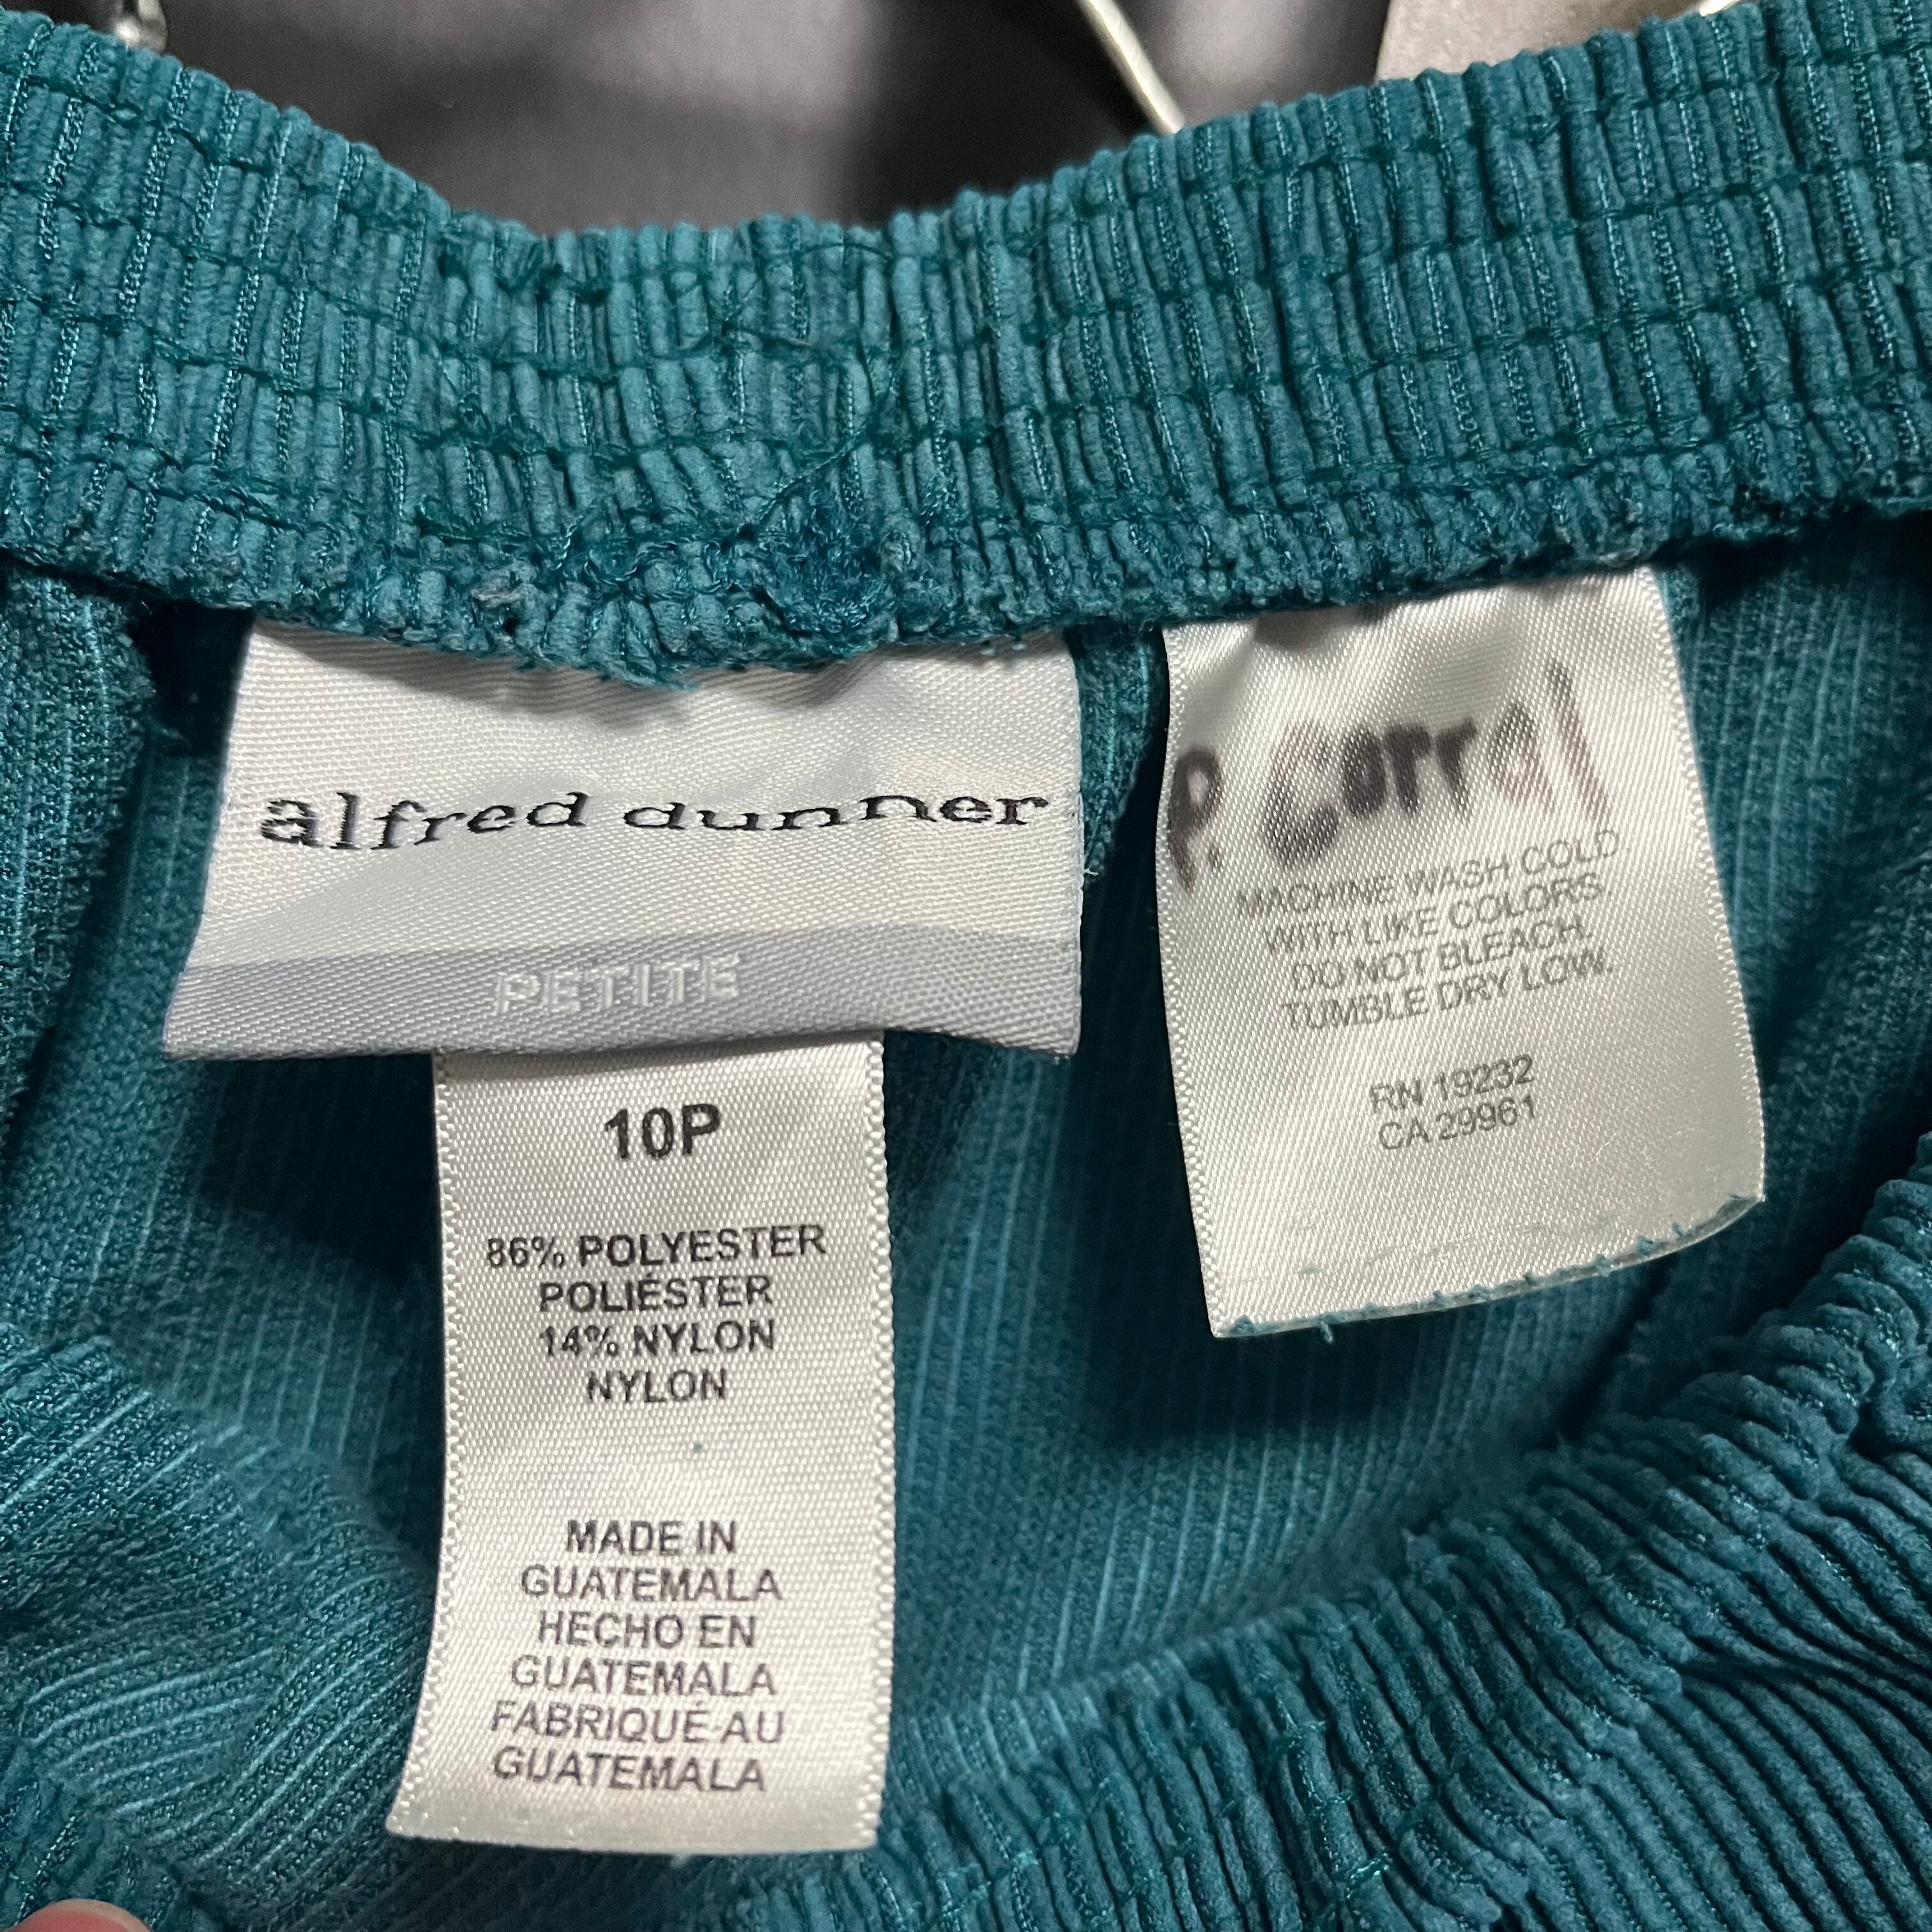 alfred dunner
PETITE
10P
86% POLYESTER
POLIÉSTER
14% NYLON
NYLON
MADE IN
GUATEMALA
HECHO EN
GUATEMALA
FABRIQUÉ AU
GUATEMALA
P. Corral
MACHINE WASH COLD
WITH LIKE COLORS.
DO NOT BLEACH.
TUMBLE DRY LOW.
RN 19232
CA 29961